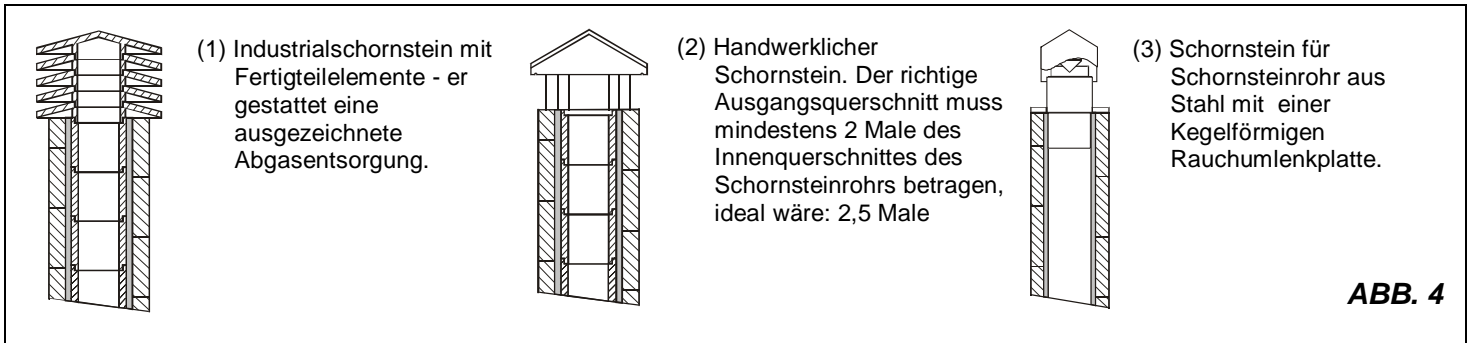 (1) Industrialschornstein mit
Fertigteilelemente - er
gestattet eine
ausgezeichnete
Abgasentsorgung.
(2) Handwerklicher
Schornstein. Der richtige
Ausgangsquerschnitt muss
mindestens 2 Male des
Innenquerschnittes des
Schornsteinrohrs betragen,
ideal wäre: 2,5 Male
(3) Schornstein für
Schornsteinrohr aus
Stahl mit einer
Kegelförmigen
Rauchumlenkplatte.
ABB. 4